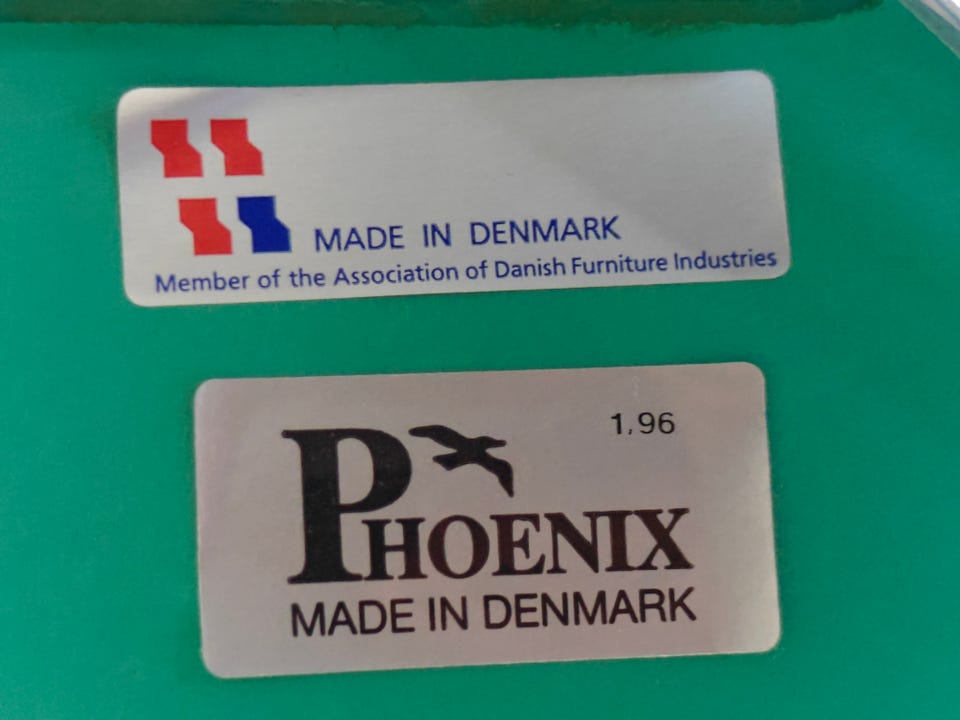 MADE IN DENMARK
Member of the Association of Danish Furniture Industries
1.96
PHOENIX
MADE IN DENMARK